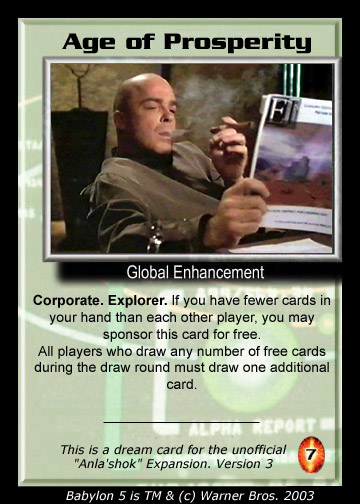 Age of Prosperity
Global Enhancement
Corporate. Explorer. If you have fewer cards in
your hand than each other player, you may
sponsor this card for free.
All players who draw any number of free cards
during the draw round must draw one additional
card.
ALPHA REPORT
This is a dream card for the unofficial
"Anla'shok" Expansion. Version 3
7
Babylon 5 is TM & (c) Warner Bros. 2003